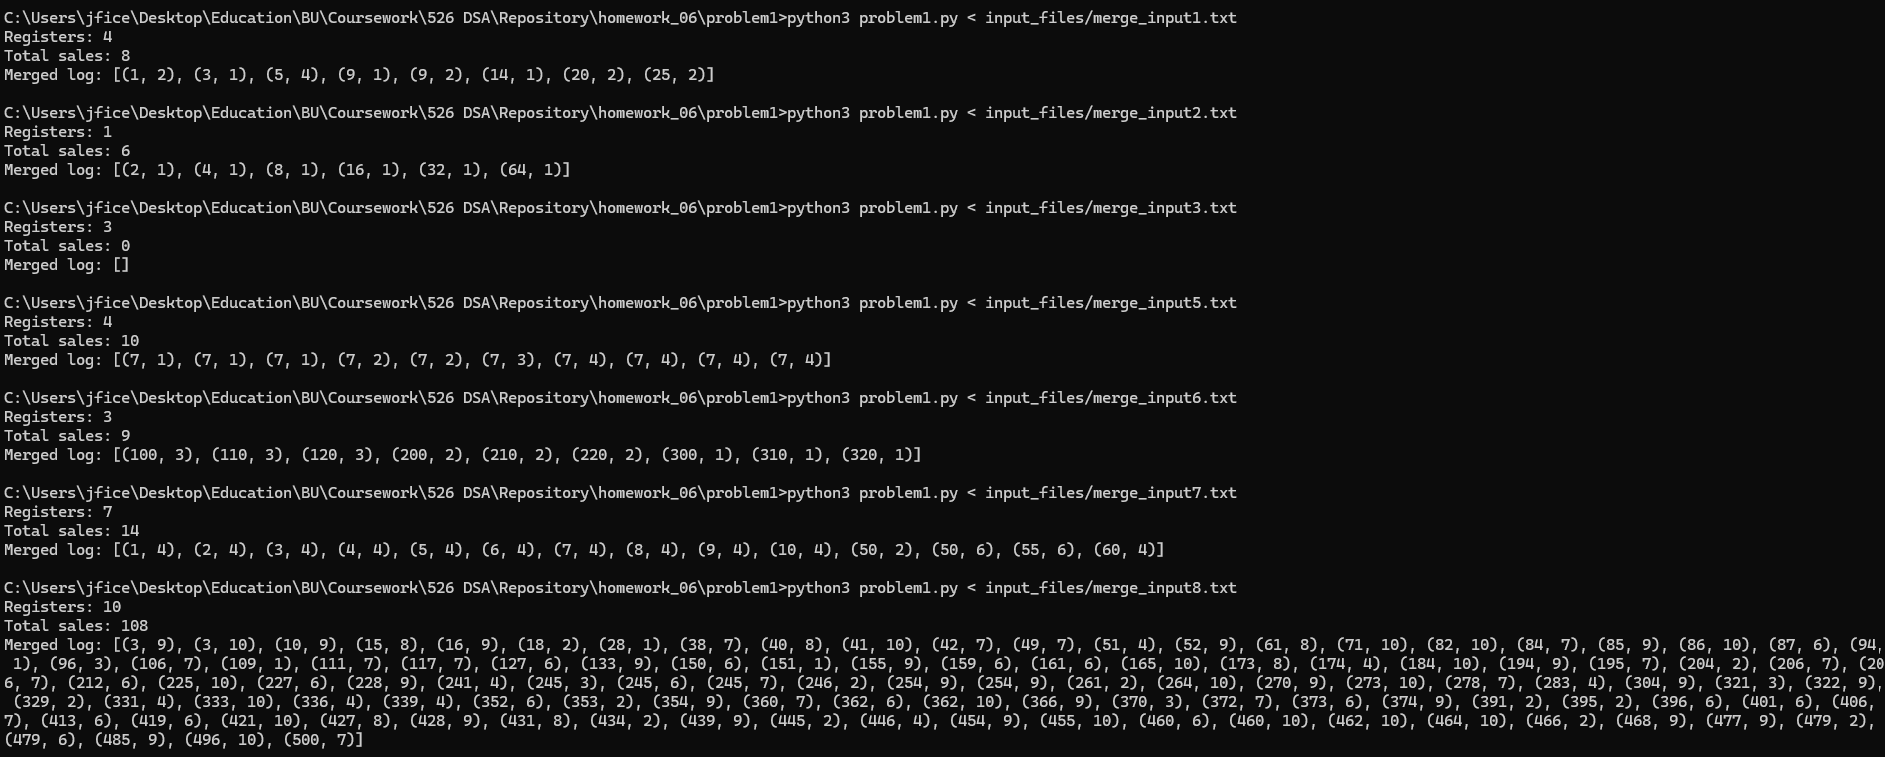 C:\Users\jfice\Desktop\Education\BU\Coursework\526 DSA\Repository\homework_06\problem1>python3 problem1.py < input_files/merge_input1.txt
Registers: 4
Total sales: 8
Merged log: [(1, 2), (3, 1), (5, 4), (9, 1), (9, 2), (14, 1), (20, 2), (25, 2)]
C:\Users\jfice\Desktop\Education\BU\Coursework\526 DSA\Repository\homework_06\problem1>python3 problem1.py < input_files/merge_input2.txt
Registers: 1
Total sales: 6
Merged log: [(2, 1), (4, 1), (8, 1), (16, 1), (32, 1), (64, 1)]
C:\Users\jfice\Desktop\Education\BU\Coursework\526 DSA\Repository\homework_06\problem1>python3 problem1.py < input_files/merge_input3.txt
Registers: 3
Total sales: 0
Merged log: []
C:\Users\jfice\Desktop\Education\BU\Coursework\526 DSA\Repository\homework_06\problem1>python3 problem1.py < input_files/merge_input5.txt
Registers: 4
Total sales: 10
Merged log: [(7, 1), (7, 1), (7, 1), (7, 2), (7, 2), (7, 3), (7, 4), (7, 4), (7, 4), (7, 4)]
C:\Users\jfice\Desktop\Education\BU\Coursework\526 DSA\Repository\homework_06\problem1>python3 problem1.py < input_files/merge_input6.txt
Registers: 3
Total sales: 9
Merged log: [(100, 3), (110, 3), (120, 3), (200, 2), (210, 2), (220, 2), (300, 1), (310, 1), (320, 1)]
C:\Users\jfice\Desktop\Education\BU\Coursework\526 DSA\Repository\homework_06\problem1>python3 problem1.py < input_files/merge_input7.txt
Registers: 7
Total sales: 14
Merged log: [(1, 4), (2, 4), (3, 4), (4, 4), (5, 4), (6, 4), (7, 4), (8, 4), (9, 4), (10, 4), (50, 2), (50, 6), (55, 6), (60, 4)]
C:\Users\jfice\Desktop\Education\BU\Coursework\526 DSA\Repository\homework_06\problem1>python3 problem1.py < input_files/merge_input8.txt
Registers: 10
Total sales: 108
Merged log: [(3, 9), (3, 10), (10, 9), (15, 8), (16, 9), (18, 2), (28, 1), (38, 7), (40, 8), (41, 10), (42, 7), (49, 7), (51, 4), (52, 9), (61, 8), (71, 10), (82, 10), (84, 7), (85, 9), (86, 10), (87, 6), (94,
 1), (96, 3), (106, 7), (109, 1), (111, 7), (117, 7), (127, 6), (133, 9), (150, 6), (151, 1), (155, 9), (159, 6), (161, 6), (165, 10), (173, 8), (174, 4), (184, 10), (194, 9), (195, 7), (204, 2), (206, 7), (20
6, 7), (212, 6), (225, 10), (227, 6), (228, 9), (241, 4), (245, 3), (245, 6), (245, 7), (246, 2), (254, 9), (254, 9), (261, 2), (264, 10), (270, 9), (273, 10), (278, 7), (283, 4), (304, 9), (321, 3), (322, 9),
 (329, 2), (331, 4), (333, 10), (336, 4), (339, 4), (352, 6), (353, 2), (354, 9), (360, 7), (362, 6), (362, 10), (366, 9), (370, 3), (372, 7), (373, 6), (374, 9), (391, 2), (395, 2), (396, 6), (401, 6), (406,
7), (413, 6), (419, 6), (421, 10), (427, 8), (428, 9), (431, 8), (434, 2), (439, 9), (445, 2), (446, 4), (454, 9), (455, 10), (460, 6), (460, 10), (462, 10), (464, 10), (466, 2), (468, 9), (477, 9), (479, 2),
(479, 6), (485, 9), (496, 10), (500, 7)]